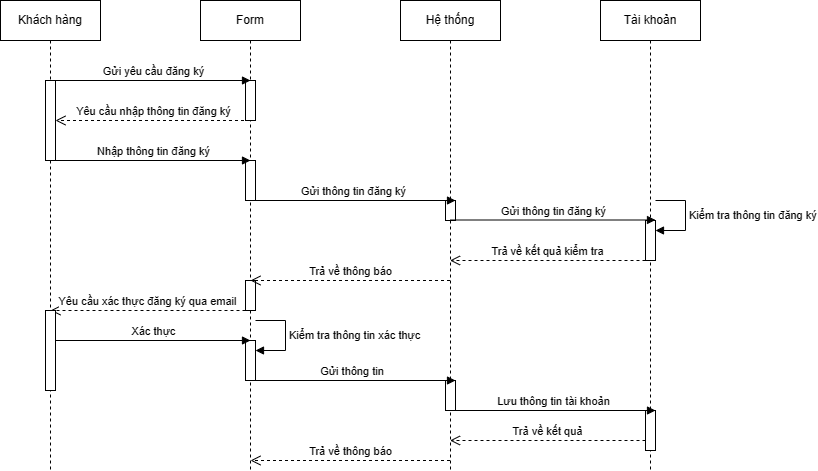 Khách hàng
Form
Hệ thống
Tài khoản
Gửi yêu cầu đăng ký
Yêu cầu nhập thông tin đăng ký
Nhập thông tin đăng ký
Gửi thông tin đăng ký
Gửi thông tin đăng ký
Kiểm tra thông tin đăng ký
Trả về kết quả kiểm tra
Trả về thông báo
Yêu cầu xác thực đăng ký qua email
Xác thực
Kiểm tra thông tin xác thực
Gửi thông tin
Lưu thông tin tài khoản
Trả về kết quả
Trả về thông báo